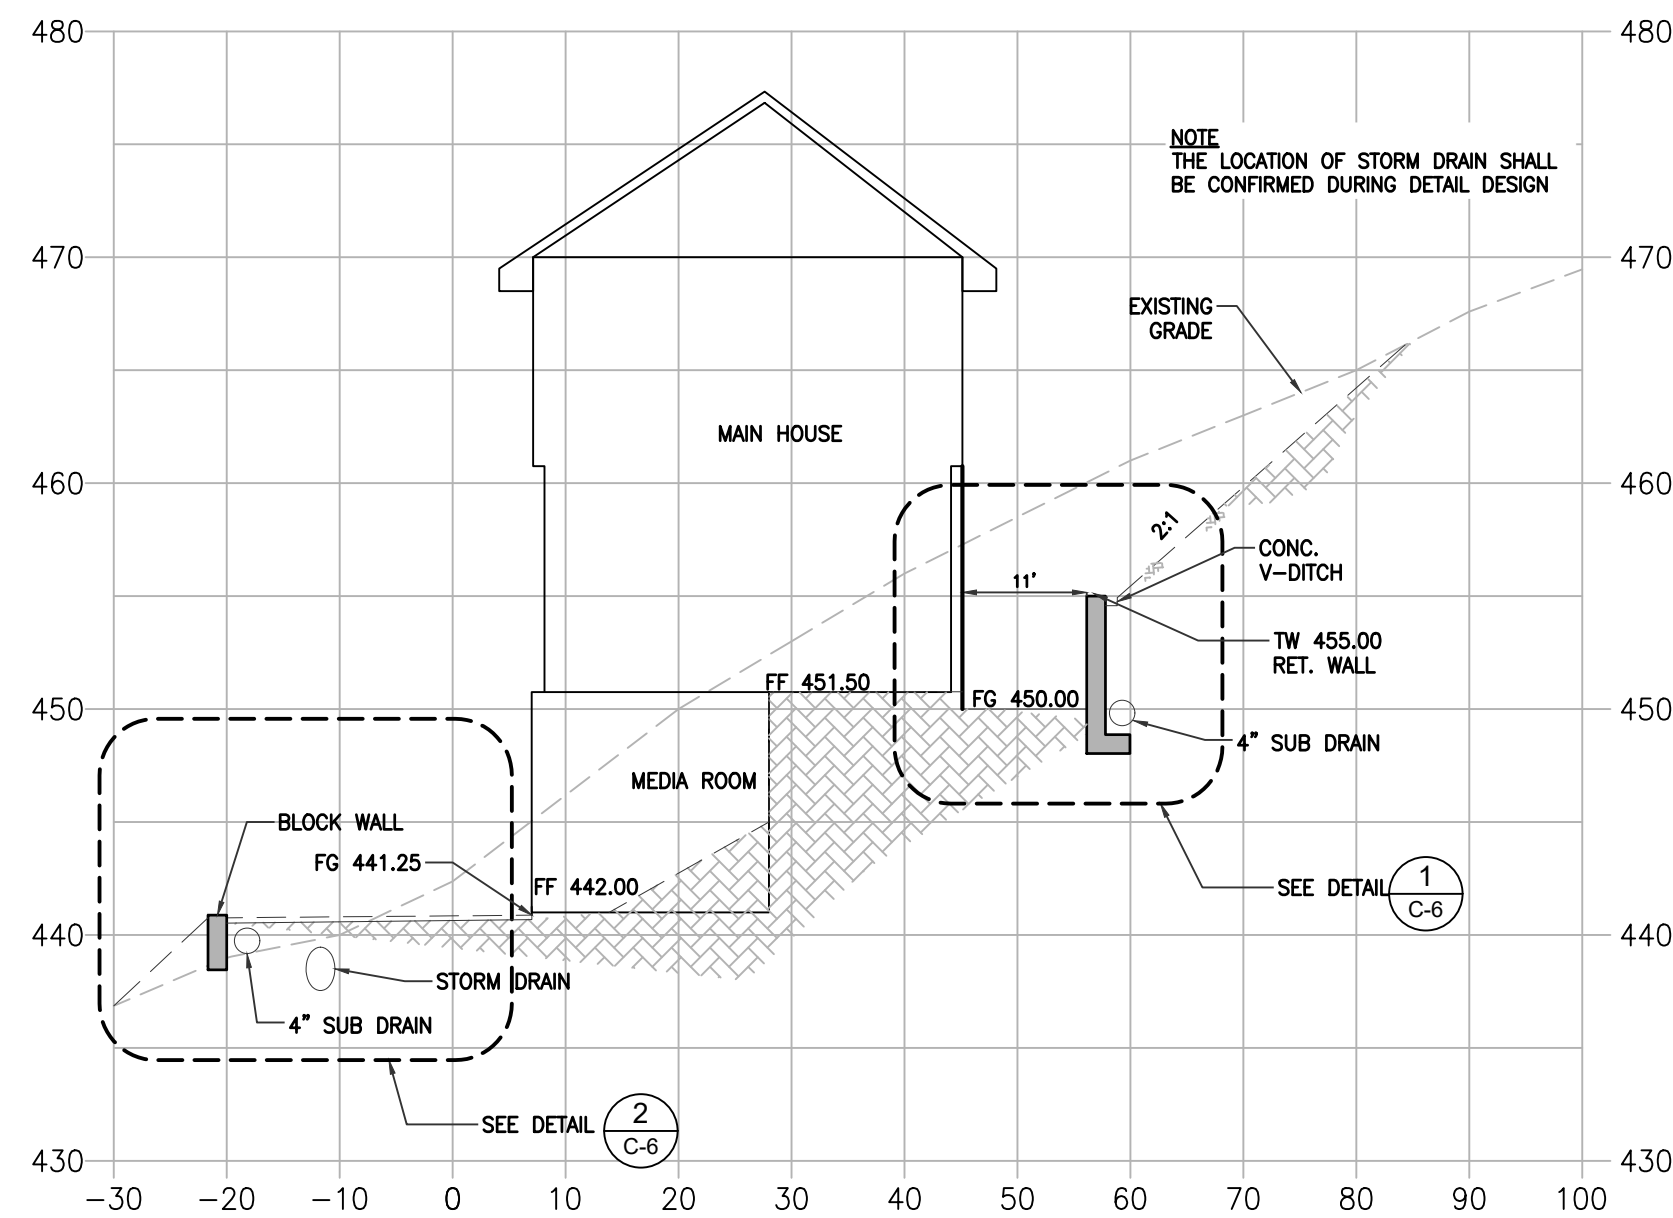 480
480
NOTE
THE LOCATION OF STORM DRAIN SHALL
BE CONFIRMED DURING DETAIL DESIGN
470
470
EXISTING
GRADE
MAIN HOUSE
460
460
2:1
CONC.
V-DITCH
11'
TW 455.00
RET. WALL
FF 451.50
FG 450.00
450
450
4" SUB DRAIN
MEDIA ROOM
BLOCK WALL
FG 441.25
FF 442.00
SEE DETAIL
1
C-6
440
440
STORM DRAIN
4" SUB DRAIN
SEE DETAIL
2
C-6
430
430
-30 -20 -10 0 10 20 30 40 50 60 70 80 90 100